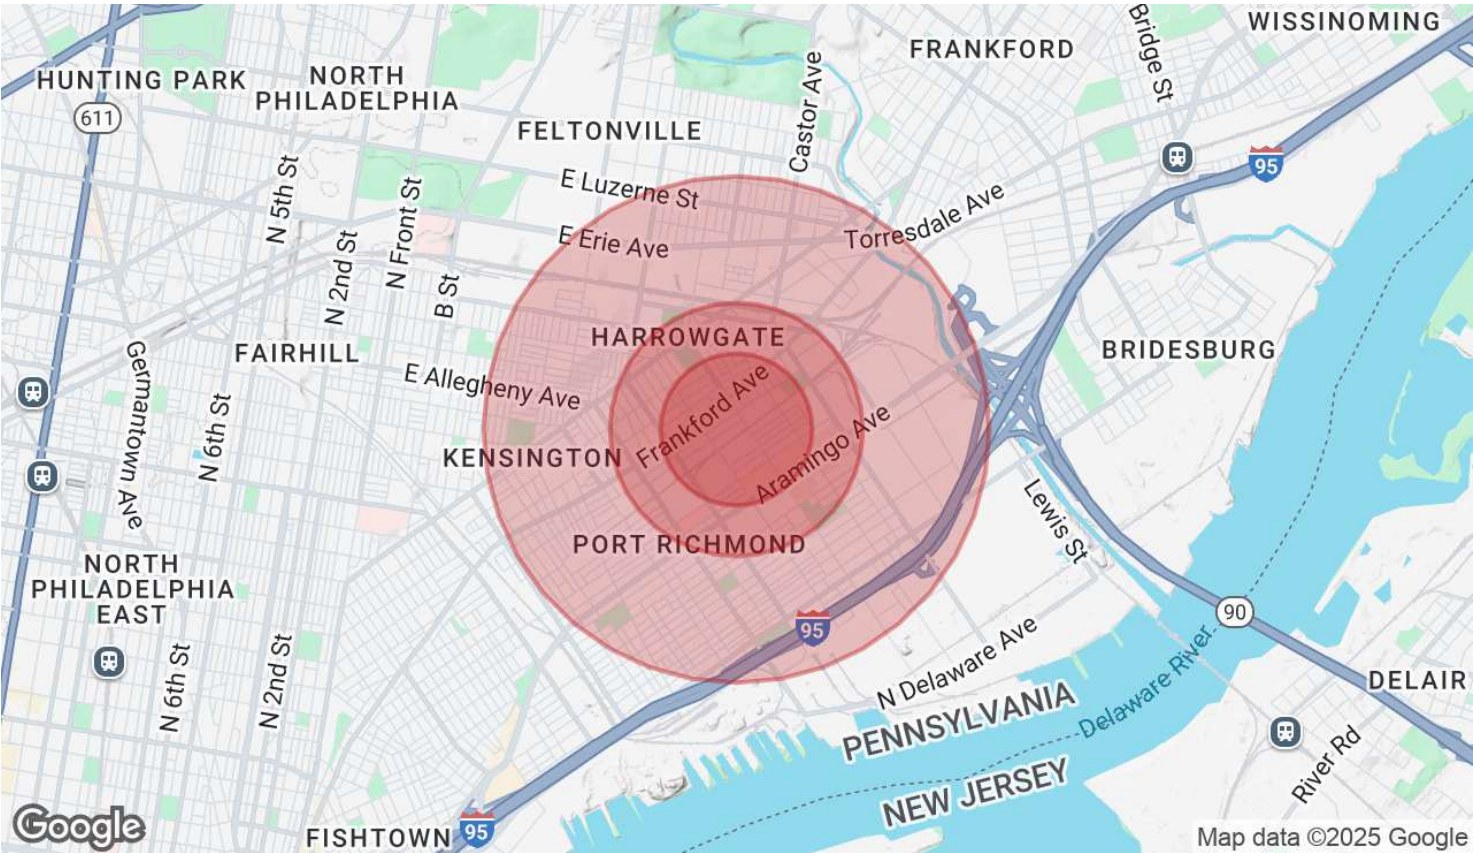 WISSINOMING
Bridge St
FRANKFORD
HUNTING PARK
NORTH
PHILADELPHIA
611
FELTONVILLE
Castor Ave
95
E Luzerne St
N 5th St
N Front St
Torresdale Ave
E Erie Ave
N 2nd St
B St
HARROWGATE
FAIRHILL
BRIDESBURG
Germantown Ave
E Allegheny Ave
Frankford Ave
N 6th St
Aramingo Ave
KENSINGTON
Lewis St
PORT RICHMOND
NORTH
PHILADELPHIA
EAST
90
95
N 6th St
N 2nd St
N Delaware Ave
Delaware River
DELAIR
PENNSYLVANIA
NEW JERSEY
River Rd
Google
FISHTOWN
95
Map data ©2025 Google